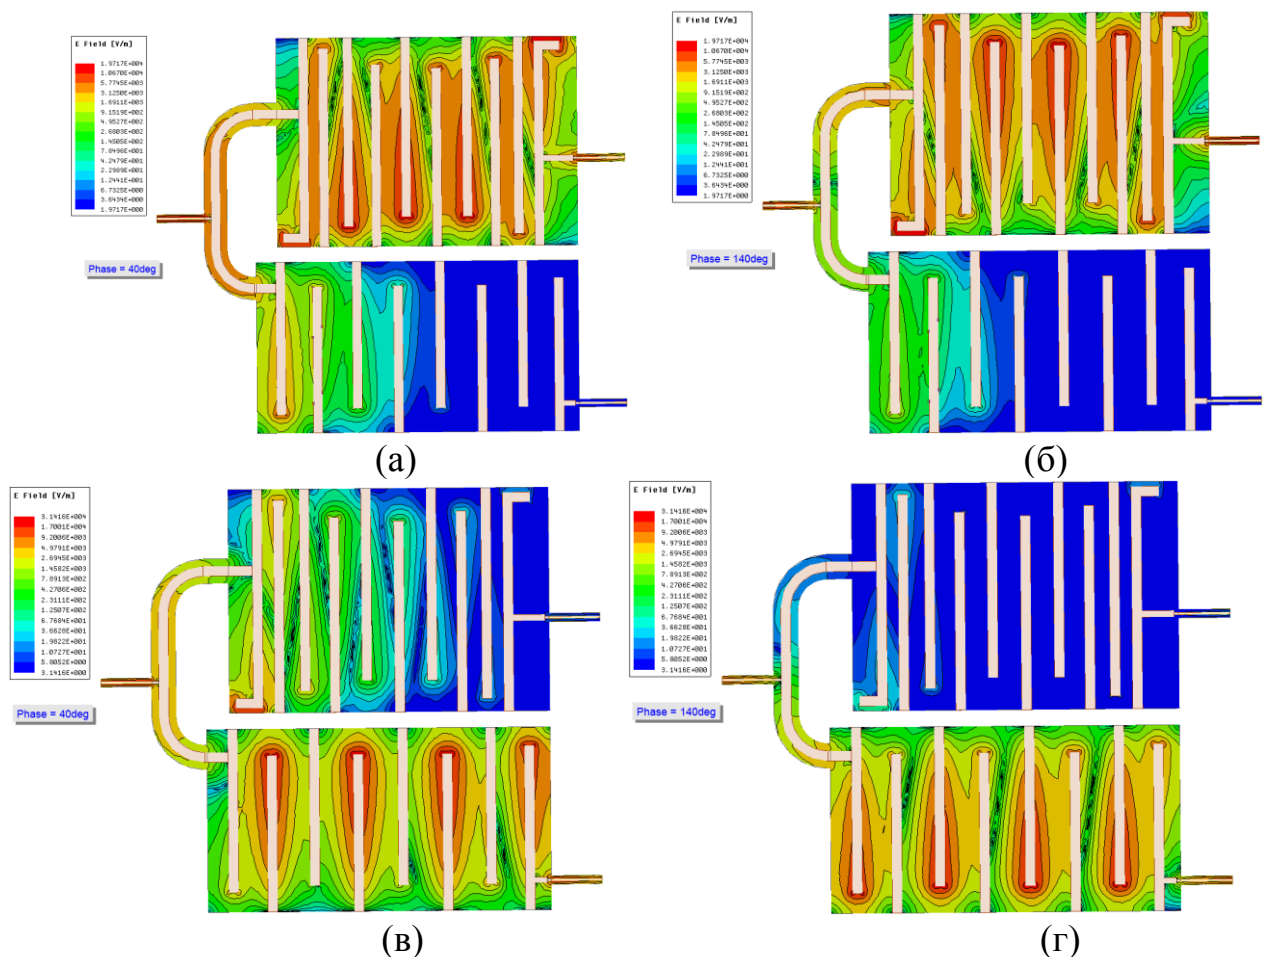 E Field [V/m]
1.9717E+004
1.0670E+004
5.7745E+003
3.1250E+003
1.6911E+003
9.1519E+002
4.9527E+002
2.6803E+002
1.4505E+002
7.8496E+001
4.2479E+001
2.2989E+001
1.2441E+001
6.7325E+000
3.6434E+000
1.9717E+000
Phase = 40deg
(а)
E Field [V/m]
1.9717E+004
1.0670E+004
5.7745E+003
3.1250E+003
1.6911E+003
9.1519E+002
4.9527E+002
2.6803E+002
1.4505E+002
7.8496E+001
4.2479E+001
2.2989E+001
1.2441E+001
6.7325E+000
3.6434E+000
1.9717E+000
Phase = 140deg
(б)
E Field [V/m]
3.1416E+004
1.7001E+004
9.2006E+003
4.9791E+003
2.6945E+003
1.4582E+003
7.8913E+002
4.2706E+002
2.3111E+002
1.2507E+002
6.7684E+001
3.6628E+001
1.9822E+001
1.0727E+001
5.8052E+000
3.1416E+000
Phase = 40deg
(в)
E Field [V/m]
3.1416E+004
1.7001E+004
9.2006E+003
4.9791E+003
2.6945E+003
1.4582E+003
7.8913E+002
4.2706E+002
2.3111E+002
1.2507E+002
6.7684E+001
3.6628E+001
1.9822E+001
1.0727E+001
5.8052E+000
3.1416E+000
Phase = 140deg
(г)